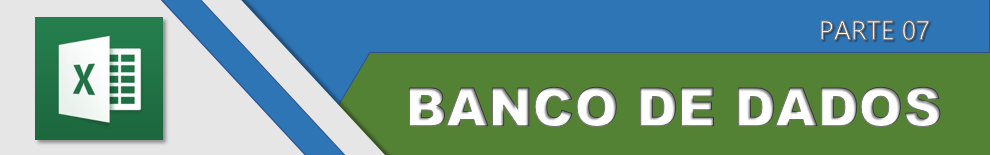 PARTE 07
X
BANCO DE DADOS